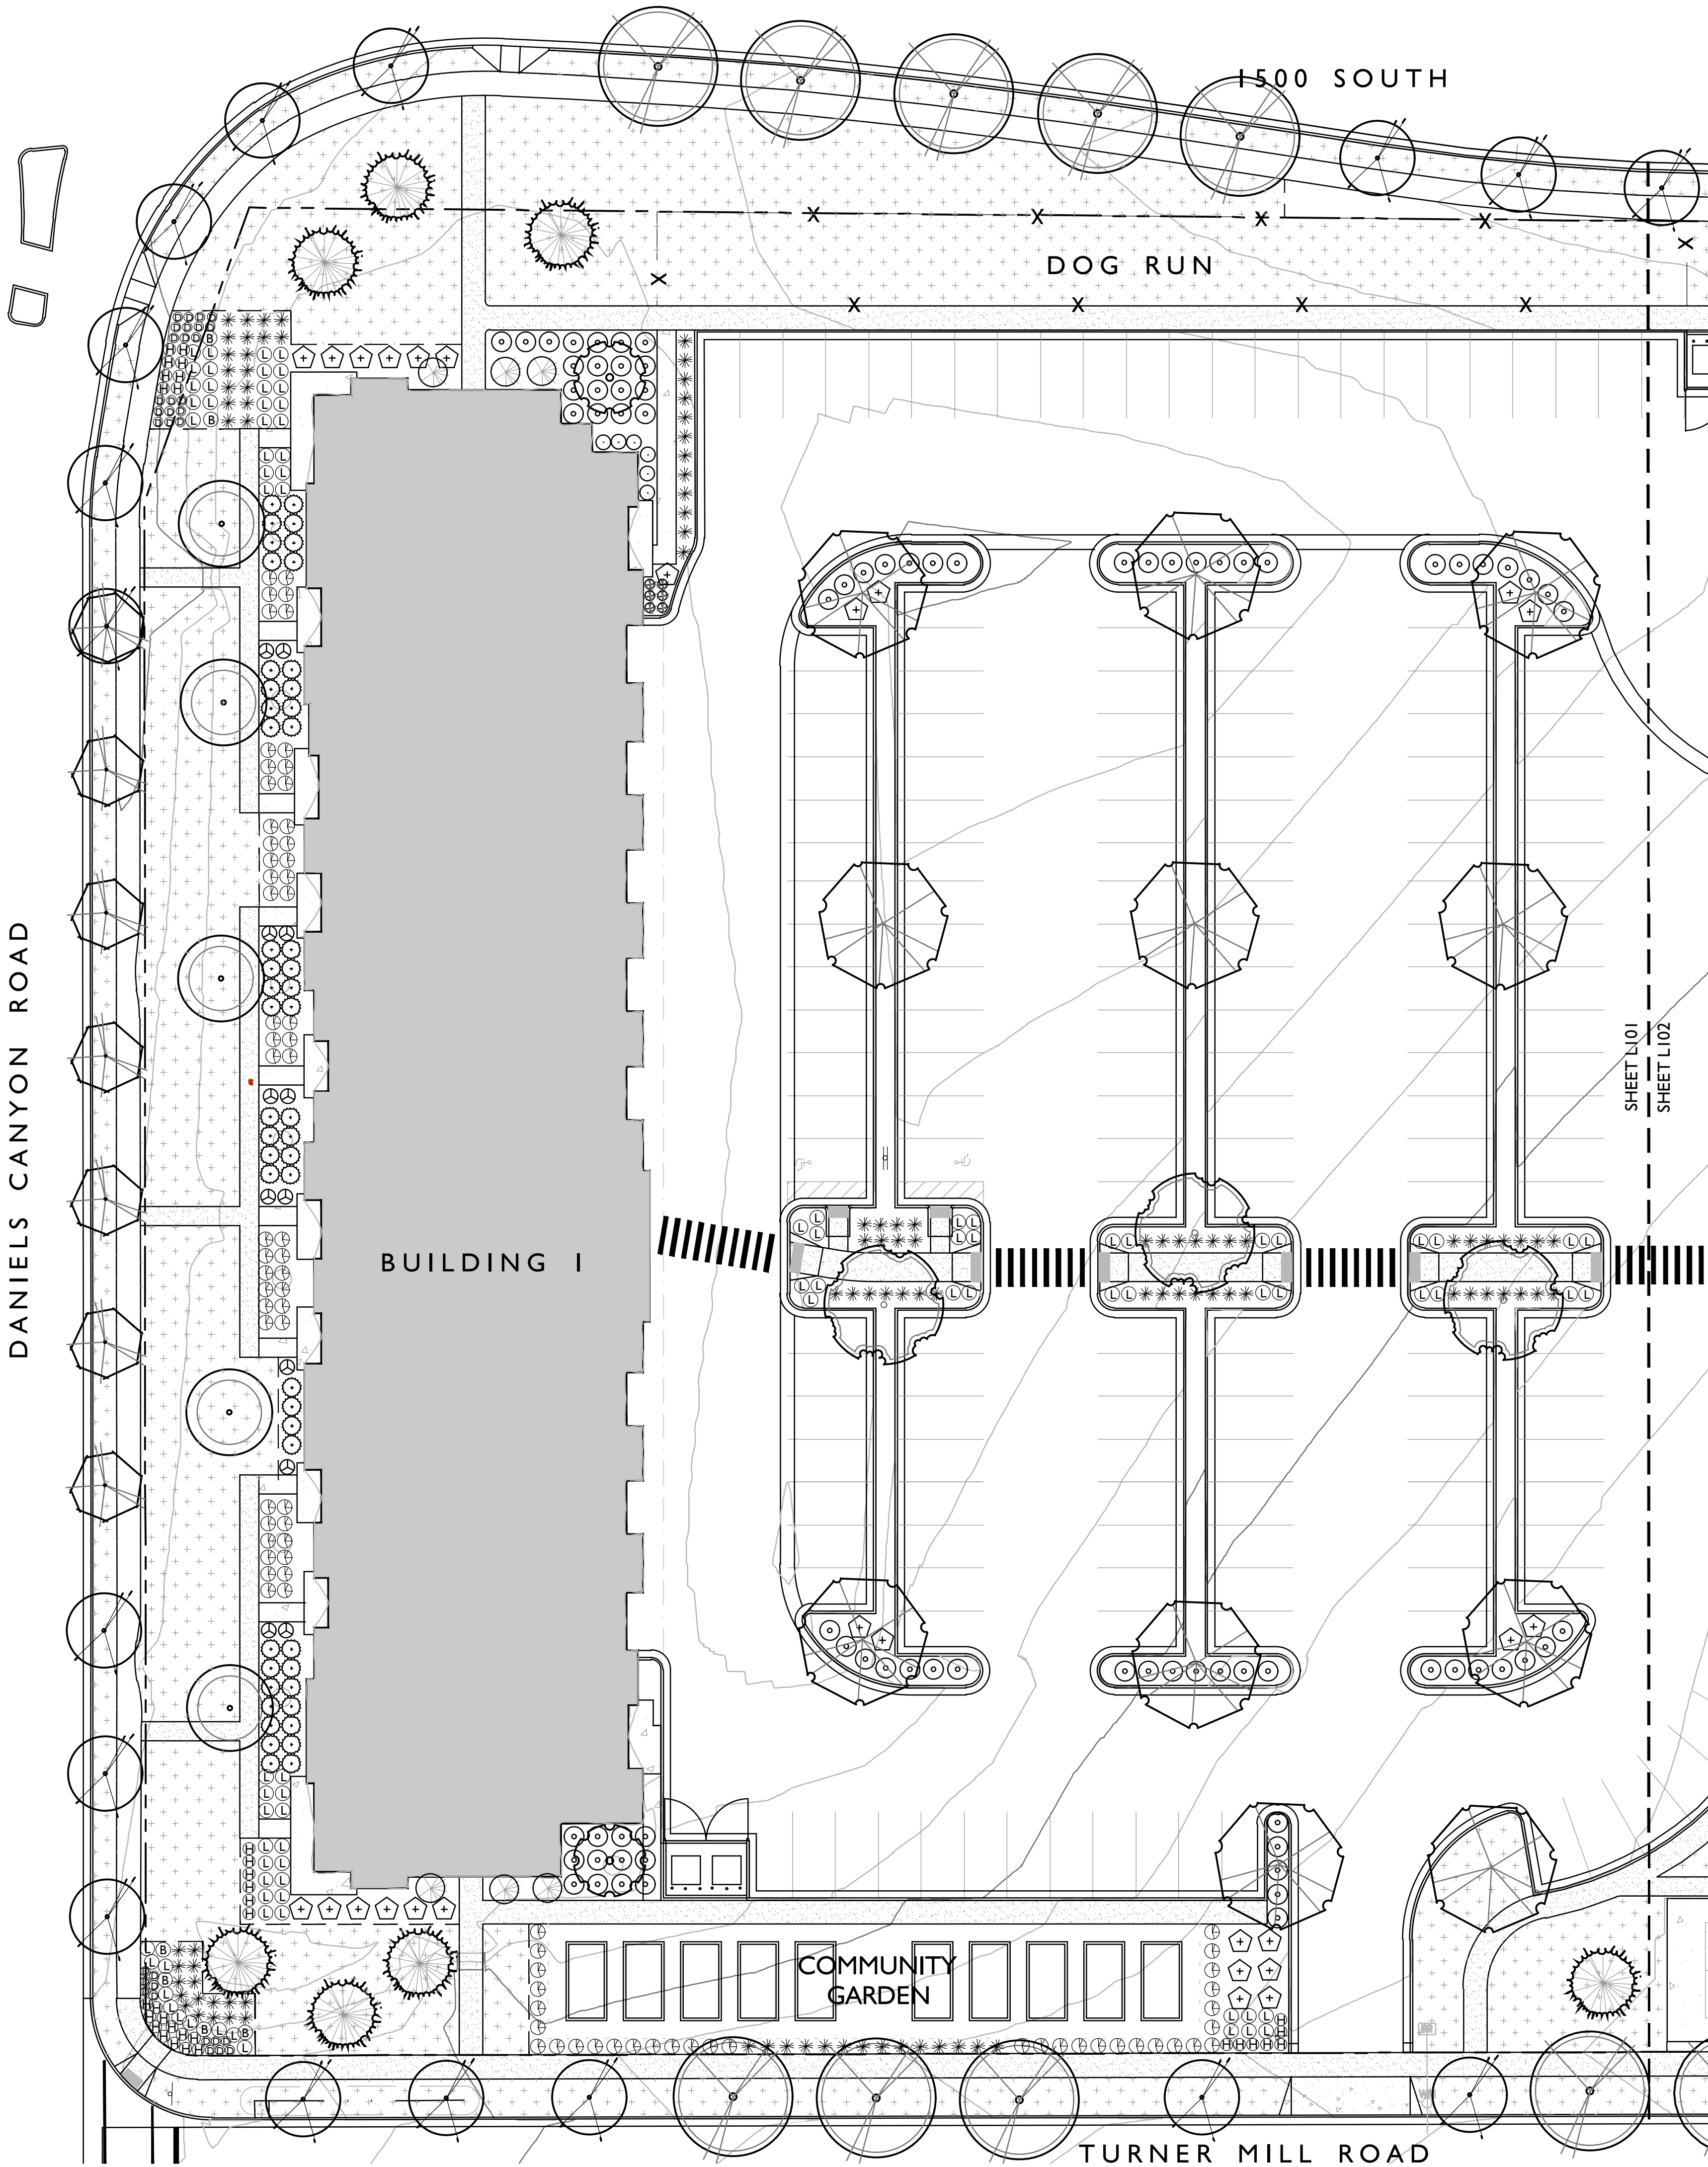 1500 SOUTH
DOG RUN
DANIELS CANYON ROAD
SHEET L101
SHEET L102
BUILDING 1
COMMUNITY
GARDEN
TURNER MILL ROAD